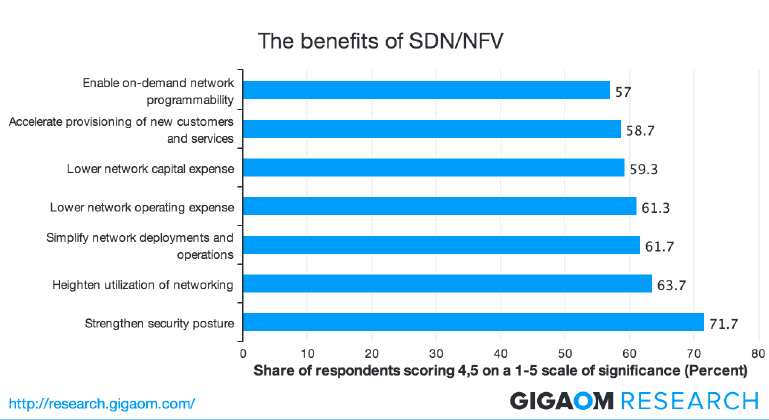 The benefits of SDN/NFV
Enable on-demand network
programmability
57
Accelerate provisioning of new customers
and services
58.7
Lower network capital expense
59.3
Lower network operating expense
61.3
Simplify network deployments and
operations
61.7
Heighten utilization of networking
63.7
Strengthen security posture
71.7
0 10 20 30 40 50 60 70 80
Share of respondents scoring 4,5 on a 1-5 scale of significance (Percent)
http://research.gigaom.com/
GIGAOM RESEARCH